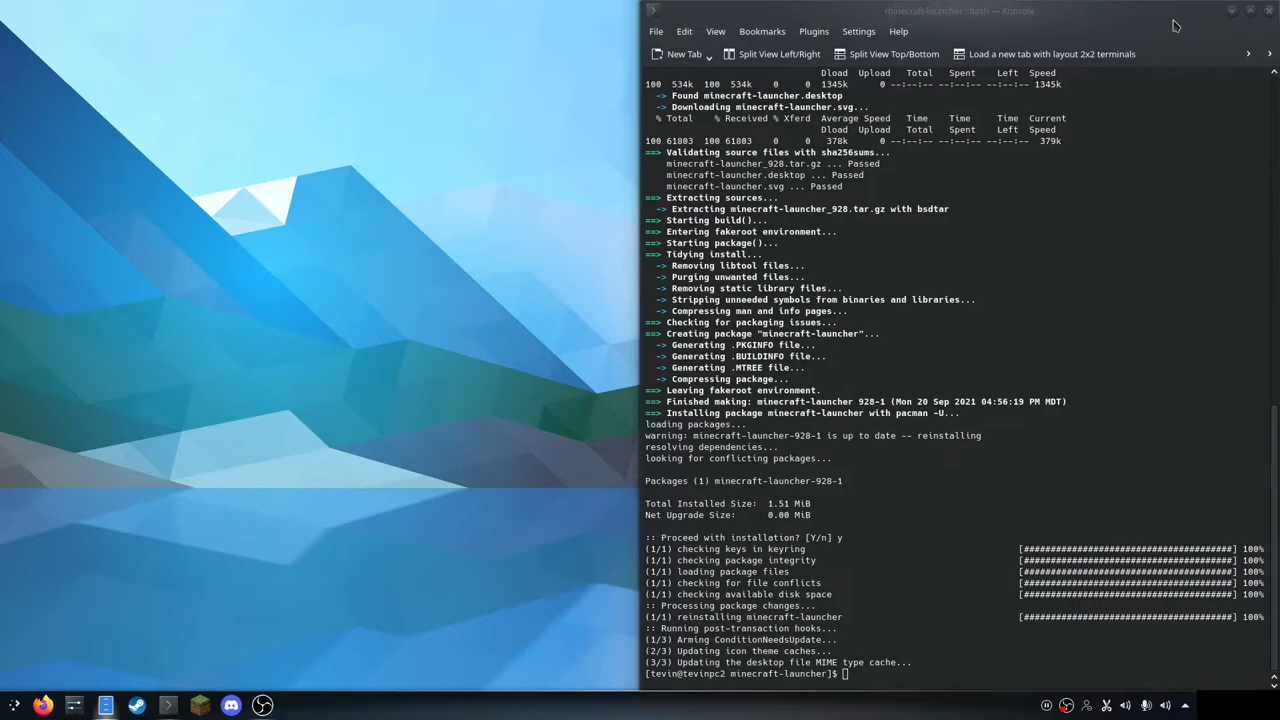 minecraft-launcher : bash — Konsole
File Edit View Bookmarks Plugins Settings Help
New Tab Split View Left/Right Split View Top/Bottom Load a new tab with layout 2x2 terminals
Dload Upload Total Spent Left Speed
100 534k 100 534k 0 0 1345k 0 --:--:-- --:--:-- --:--:-- 1345k
-> Found minecraft-launcher.desktop
-> Downloading minecraft-launcher.svg...
% Total % Received % Xferd Average Speed Time Time Time Current
Dload Upload Total Spent Left Speed
100 61803 100 61803 0 0 378k 0 --:--:-- --:--:-- --:--:-- 379k
==> Validating source files with sha256sums...
minecraft-launcher_928.tar.gz ... Passed
minecraft-launcher.desktop ... Passed
minecraft-launcher.svg ... Passed
==> Extracting sources...
-> Extracting minecraft-launcher_928.tar.gz with bsdtar
==> Starting build()...
==> Entering fakeroot environment...
==> Starting package()...
==> Tidying install...
-> Removing libtool files...
-> Purging unwanted files...
-> Removing static library files...
-> Stripping unneeded symbols from binaries and libraries...
-> Compressing man and info pages...
==> Checking for packaging issues...
==> Creating package "minecraft-launcher"...
-> Generating .PKGINFO file...
-> Generating .BUILDINFO file...
-> Generating .MTREE file...
-> Compressing package...
==> Leaving fakeroot environment.
==> Finished making: minecraft-launcher 928-1 (Mon 20 Sep 2021 04:56:19 PM MDT)
==> Installing package minecraft-launcher with pacman -U...
loading packages...
warning: minecraft-launcher-928-1 is up to date -- reinstalling
resolving dependencies...
looking for conflicting packages...
Packages (1) minecraft-launcher-928-1
Total Installed Size: 1.51 MiB
Net Upgrade Size: 0.00 MiB
:: Proceed with installation? [Y/n] y
(1/1) checking keys in keyring [#######################################] 100%
(1/1) checking package integrity [#######################################] 100%
(1/1) loading package files [#######################################] 100%
(1/1) checking for file conflicts [#######################################] 100%
(1/1) checking available disk space [#######################################] 100%
:: Processing package changes...
(1/1) reinstalling minecraft-launcher [#######################################] 100%
:: Running post-transaction hooks...
(1/3) Arming ConditionNeedsUpdate...
(2/3) Updating icon theme caches...
(3/3) Updating the desktop file MIME type cache...
[tevin@tevinpc2 minecraft-launcher]$